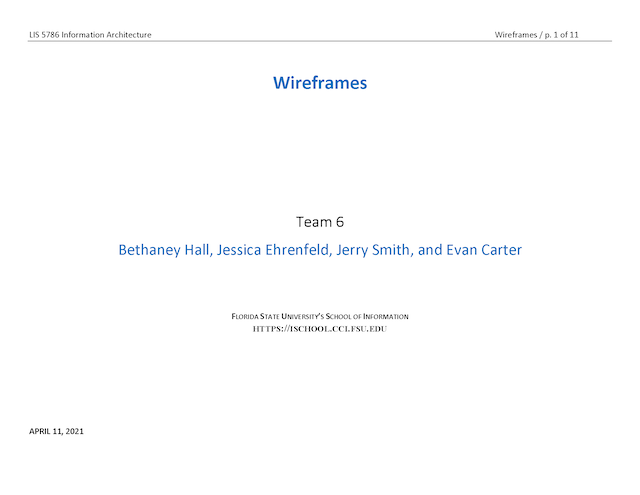 LIS 5786 Information Architecture
Wireframes / p. 1 of 11
Wireframes
Team 6
Bethaney Hall, Jessica Ehrenfeld, Jerry Smith, and Evan Carter
Florida State University's School of Information
HTTPS://ISCHOOL.CCI.FSU.EDU
APRIL 11, 2021